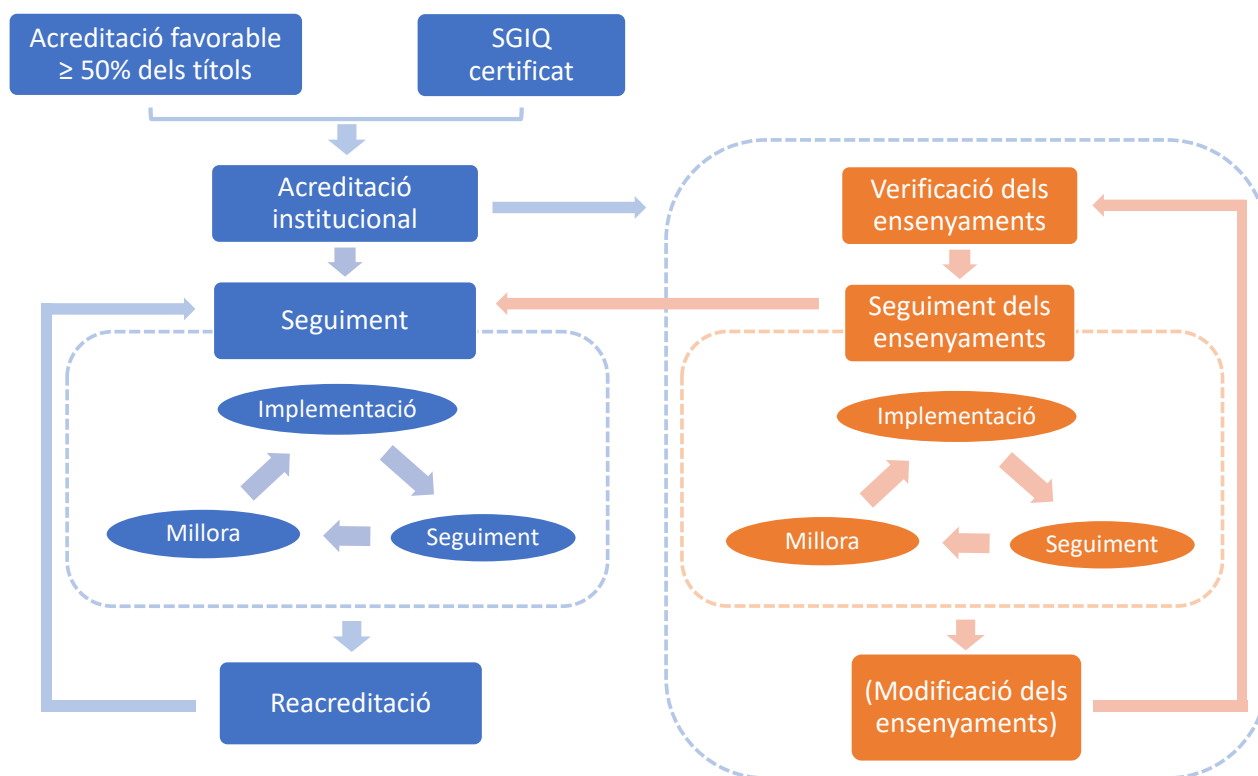 Acreditació favorable
≥ 50% dels títols
SGIQ
certificat
Acreditació
institucional
Verificació dels
ensenyaments
Seguiment
Seguiment dels
ensenyaments
Implementació
Millora
Seguiment
Implementació
Millora
Seguiment
Reacreditació
(Modificació dels
ensenyaments)